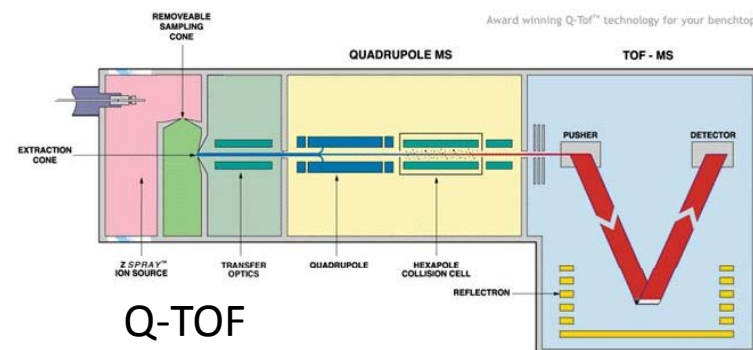 REMOVEABLE
SAMPLING
CONE
Award winning Q-Tof™ technology for your benchtop
QUADRUPOLE MS
TOF - MS
EXTRACTION
CONE
PUSHER
DETECTOR
Z SPRAY™
ION SOURCE
TRANSFER
OPTICS
QUADRUPOLE
HEXAPOLE
COLLISION CELL
REFLECTRON
Q-TOF